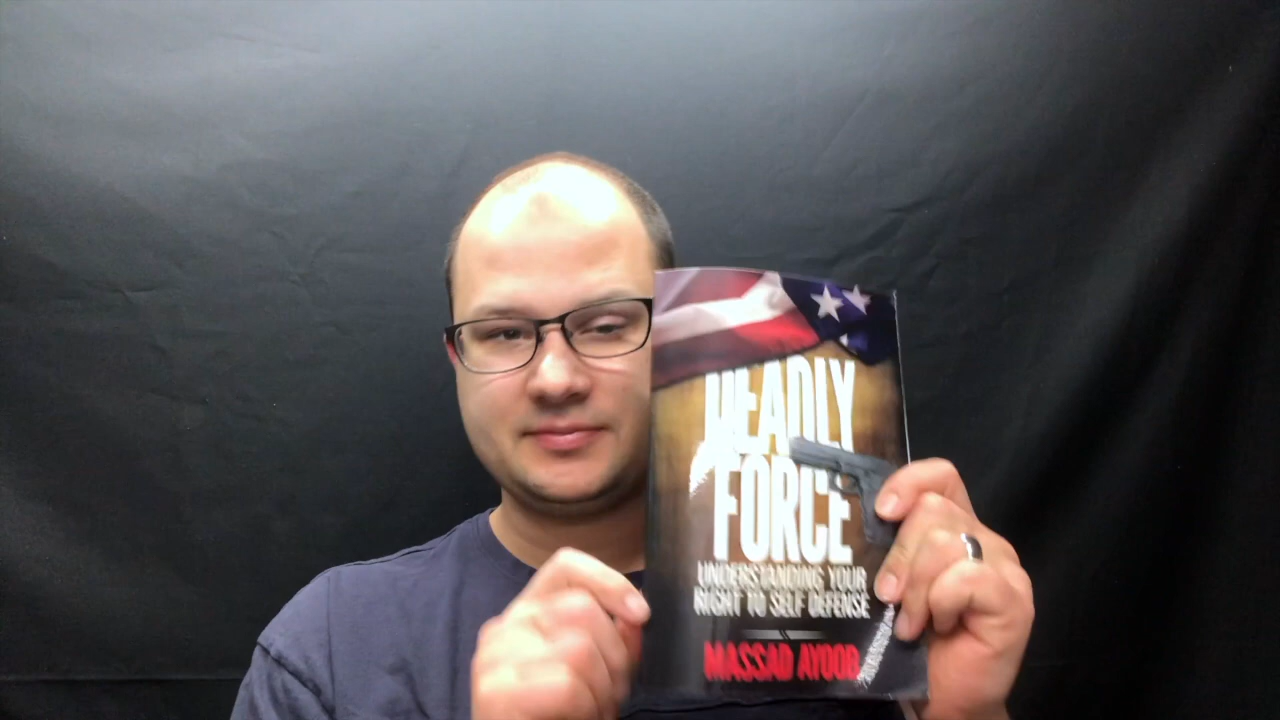 DEADLY
FORCE
UNDERSTANDING YOUR
RIGHT TO SELF DEFENSE
MASSAD AYOOB